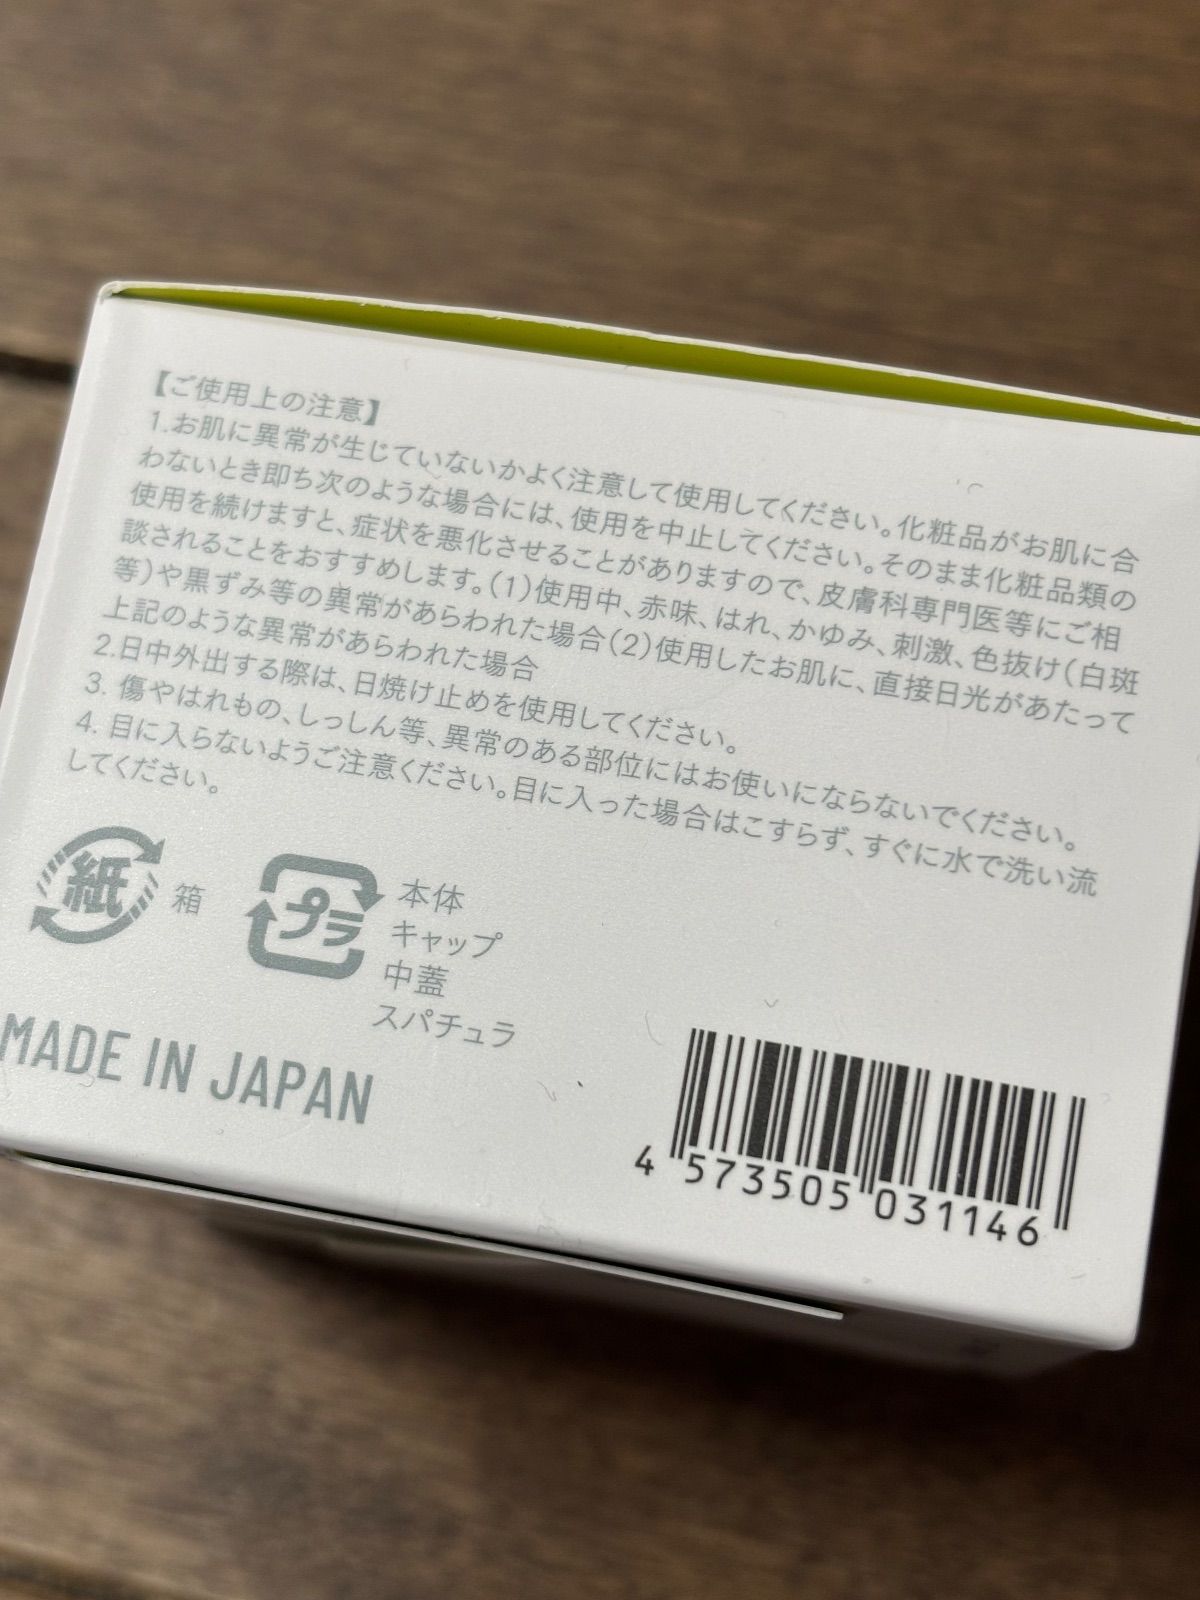 【ご使用上の注意】
1.お肌に異常が生じていないかよく注意して使用してください。化粧品がお肌に合
わないとき即ち次のような場合には、使用を中止してください。そのまま化粧品類の
使用を続けますと、症状を悪化させることがありますので、皮膚科専門医等にご相
談されることをおすすめします。(1)使用中、赤味、はれ、かゆみ、刺激、色抜け(白斑
等)や黒ずみ等の異常があらわれた場合(2)使用したお肌に、直接日光があたって
上記のような異常があらわれた場合
2.日中外出する際は、日焼け止めを使用してください。
3. 傷やはれもの、しっしん等、異常のある部位にはお使いにならないでください。
4. 目に入らないようご注意ください。目に入った場合はこすらず、すぐに水で洗い流
してください。
紙 箱
プラ 本体
キャップ
中蓋
スパチュラ
MADE IN JAPAN
4 573505 031146